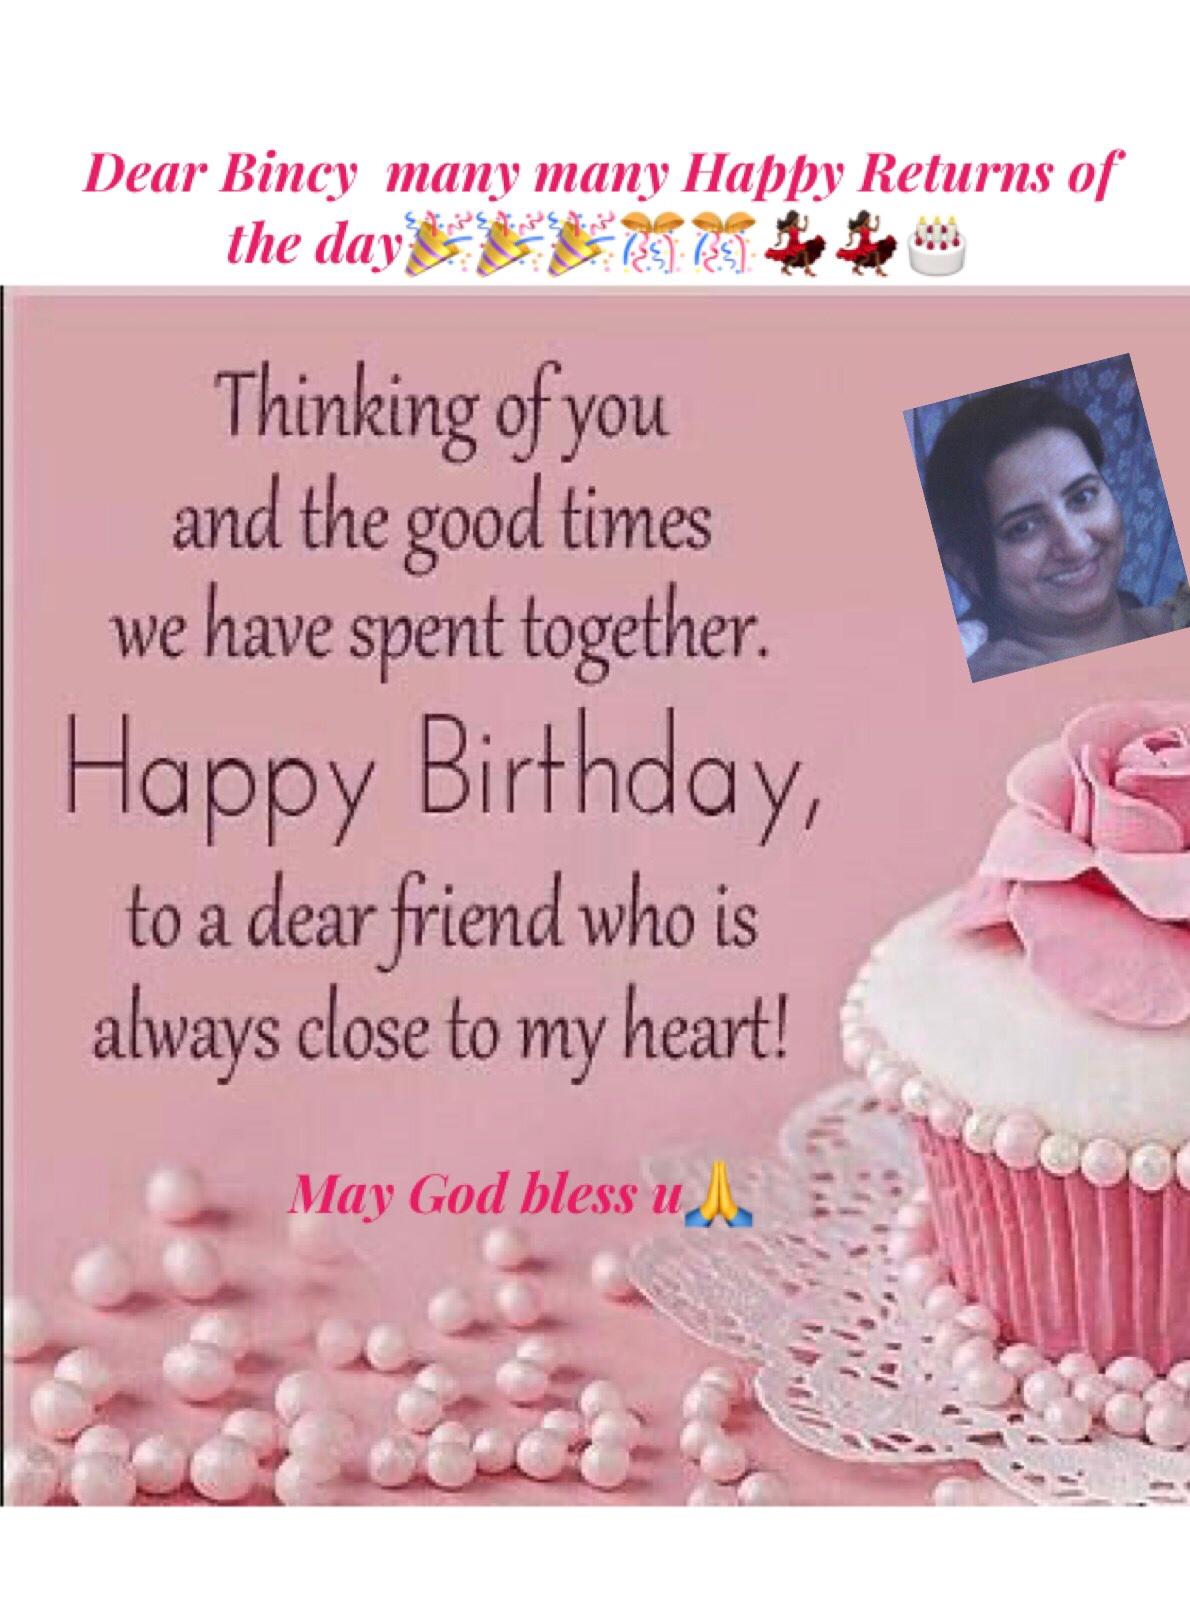 Dear Bincy  many many Happy Returns of
the day🎉🎉🎉🎊🎊💃💃🎂
Thinking of you
and the good times
we have spent together.
Happy Birthday,
to a dear friend who is
always close to my heart!
May God bless u🙏